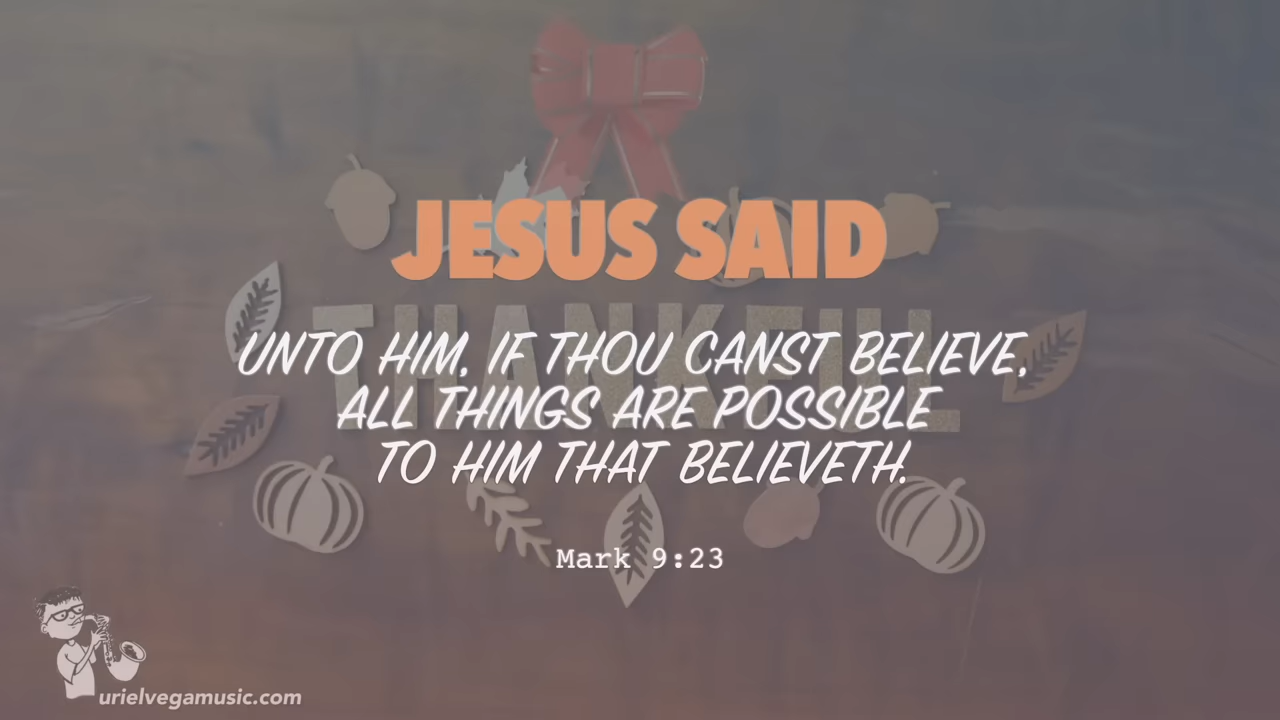 JESUS SAID
THANKFUL
UNTO HIM, IF THOU CANST BELIEVE,
ALL THINGS ARE POSSIBLE
TO HIM THAT BELIEVETH.
Mark 9:23
urielvegamusic.com